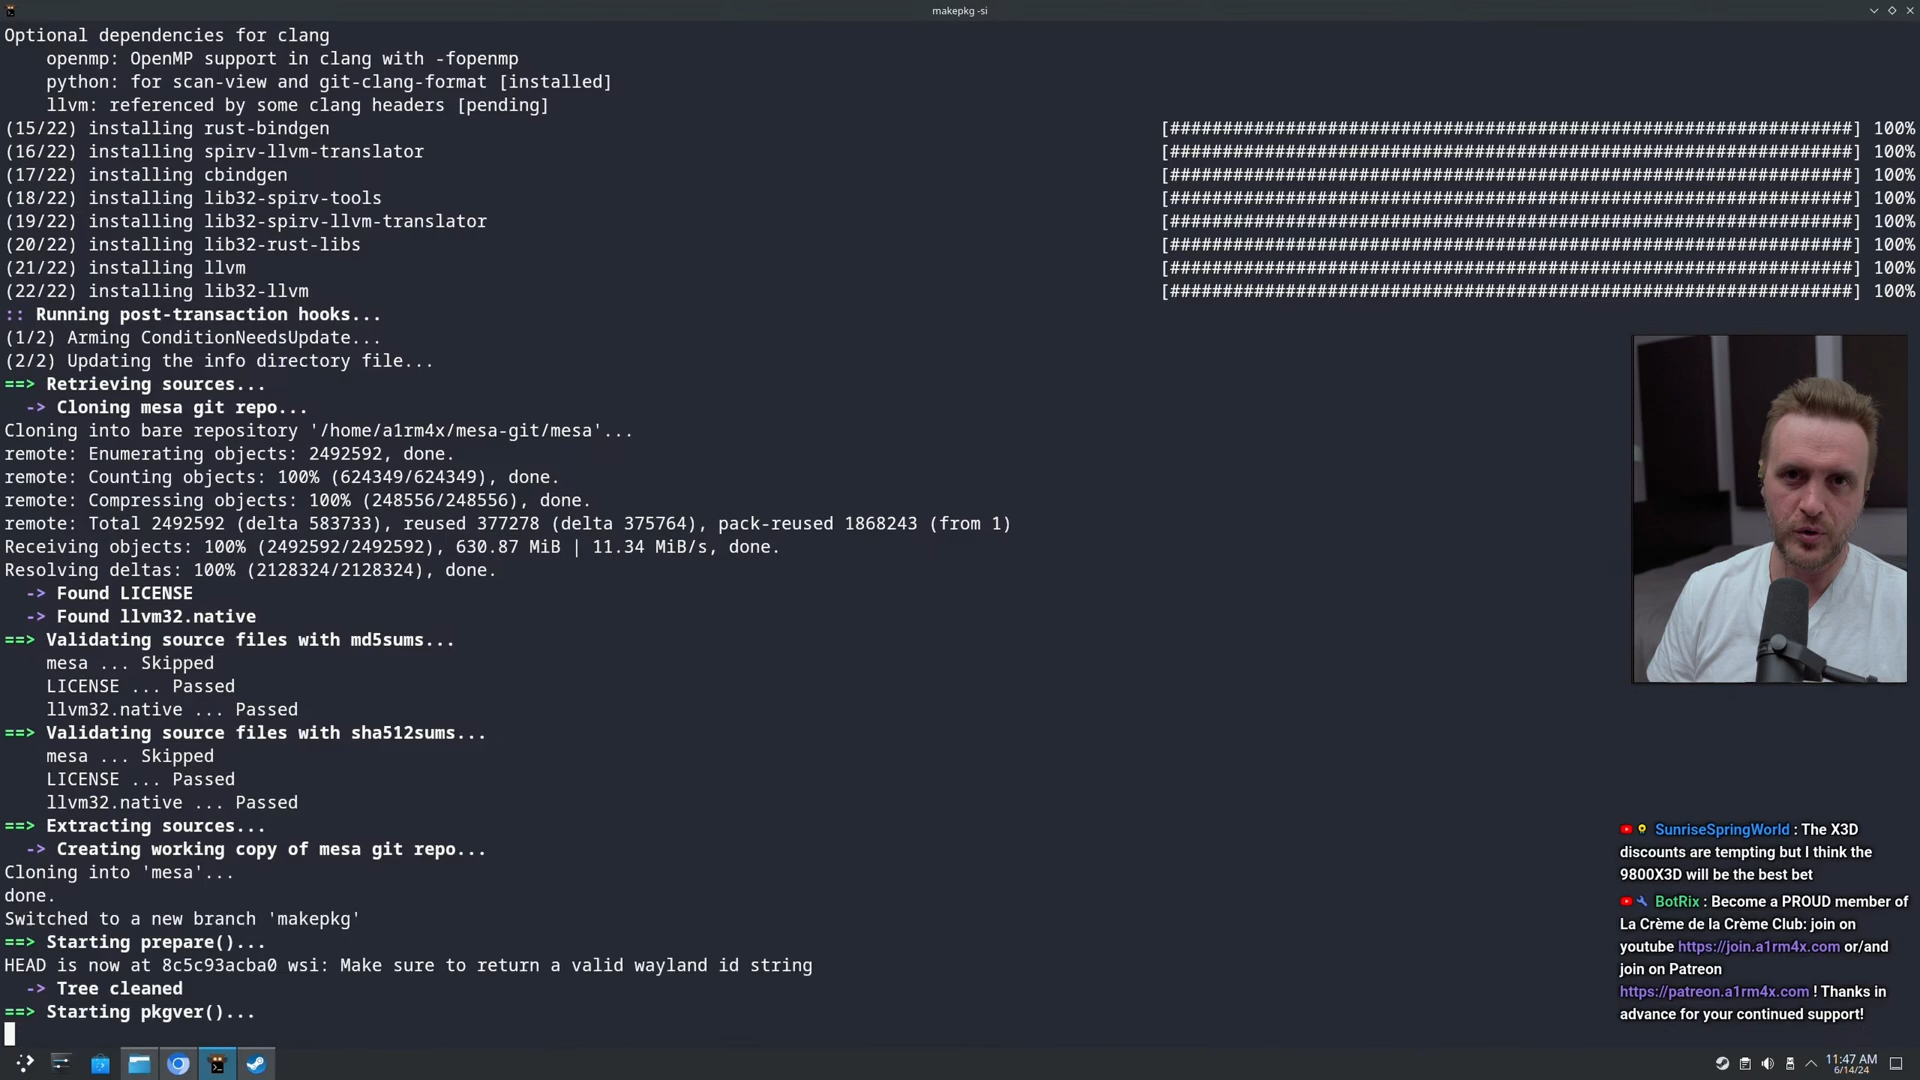 makepkg -si
Optional dependencies for clang
openmp: OpenMP support in clang with -fopenmp
python: for scan-view and git-clang-format [installed]
llvm: referenced by some clang headers [pending]
(15/22) installing rust-bindgen [#################################################################] 100%
(16/22) installing spirv-llvm-translator [#################################################################] 100%
(17/22) installing cbindgen [#################################################################] 100%
(18/22) installing lib32-spirv-tools [#################################################################] 100%
(19/22) installing lib32-spirv-llvm-translator [#################################################################] 100%
(20/22) installing lib32-rust-libs [#################################################################] 100%
(21/22) installing llvm [#################################################################] 100%
(22/22) installing lib32-llvm [#################################################################] 100%
:: Running post-transaction hooks...
(1/2) Arming ConditionNeedsUpdate...
(2/2) Updating the info directory file...
==> Retrieving sources...
-> Cloning mesa git repo...
Cloning into bare repository '/home/a1rm4x/mesa-git/mesa'...
remote: Enumerating objects: 2492592, done.
remote: Counting objects: 100% (624349/624349), done.
remote: Compressing objects: 100% (248556/248556), done.
remote: Total 2492592 (delta 583733), reused 377278 (delta 375764), pack-reused 1868243 (from 1)
Receiving objects: 100% (2492592/2492592), 630.87 MiB | 11.34 MiB/s, done.
Resolving deltas: 100% (2128324/2128324), done.
-> Found LICENSE
-> Found llvm32.native
==> Validating source files with md5sums...
mesa ... Skipped
LICENSE ... Passed
llvm32.native ... Passed
==> Validating source files with sha512sums...
mesa ... Skipped
LICENSE ... Passed
llvm32.native ... Passed
==> Extracting sources...
-> Creating working copy of mesa git repo...
Cloning into 'mesa'...
done.
Switched to a new branch 'makepkg'
==> Starting prepare()...
HEAD is now at 8c5c93acba0 wsi: Make sure to return a valid wayland id string
-> Tree cleaned
==> Starting pkgver()...
SunriseSpringWorld : The X3D
discounts are tempting but I think the
9800X3D will be the best bet
BotRix : Become a PROUD member of
La Crème de la Crème Club: join on
youtube https://join.a1rm4x.com or/and
join on Patreon
https://patreon.a1rm4x.com ! Thanks in
advance for your continued support!
11:47 AM
6/14/24